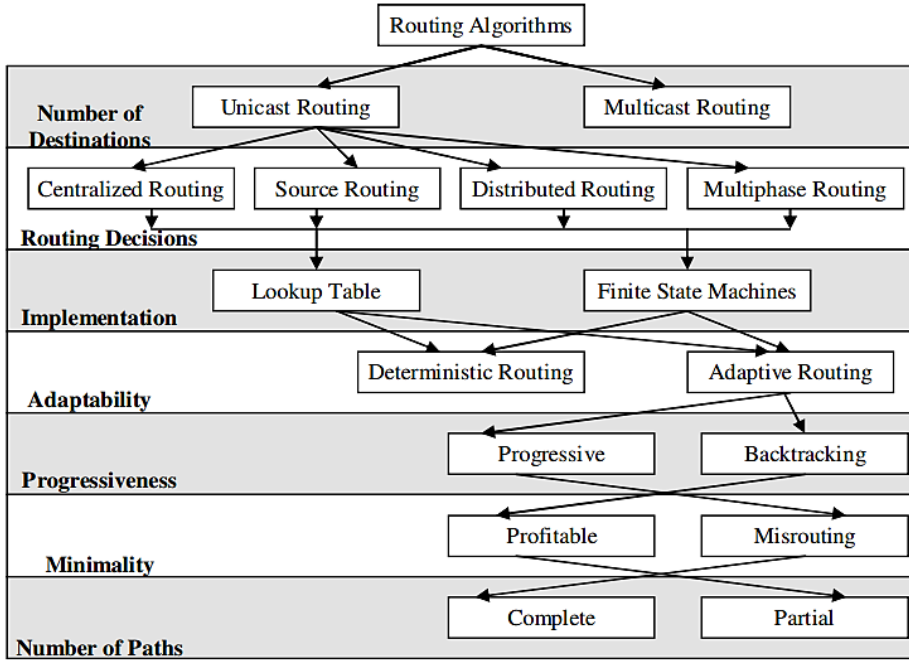 Routing Algorithms
Unicast Routing
Multicast Routing
Number of
Destinations
Centralized Routing
Source Routing
Distributed Routing
Multiphase Routing
Routing Decisions
Lookup Table
Finite State Machines
Implementation
Deterministic Routing
Adaptive Routing
Adaptability
Progressive
Backtracking
Progressiveness
Profitable
Misrouting
Minimality
Complete
Partial
Number of Paths